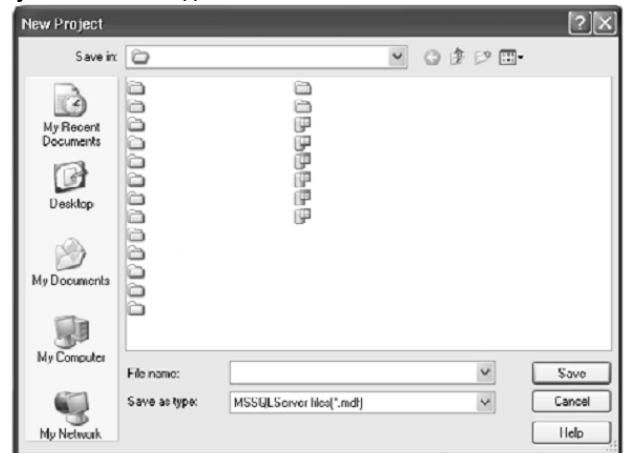 New Project
Save in:
My Recent
Documents
Desktop
My Documents
My Computer
My Network
File name:
Save as type:
MSSQLServer files(*.mdf)
Save
Cancel
Help